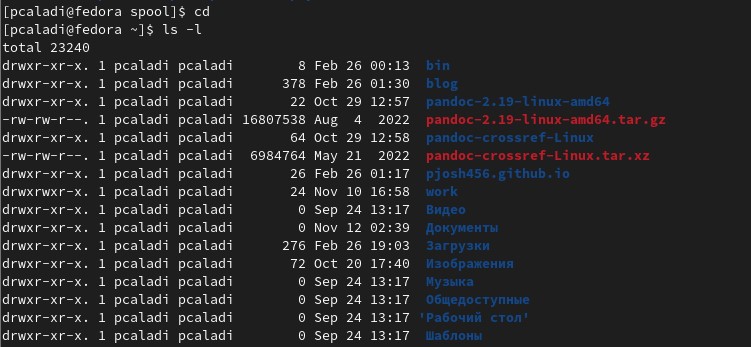 [pcaladi@fedora spool]$ cd
[pcaladi@fedora ~]$ ls -l
total 23240
drwxr-xr-x. 1 pcaladi pcaladi        8 Feb 26 00:13  bin
drwxr-xr-x. 1 pcaladi pcaladi      378 Feb 26 01:30  blog
drwxr-xr-x. 1 pcaladi pcaladi       22 Oct 29 12:57  pandoc-2.19-linux-amd64
-rw-rw-r--. 1 pcaladi pcaladi 16807538 Aug  4  2022  pandoc-2.19-linux-amd64.tar.gz
drwxr-xr-x. 1 pcaladi pcaladi       64 Oct 29 12:58  pandoc-crossref-Linux
-rw-rw-r--. 1 pcaladi pcaladi  6984764 May 21  2022  pandoc-crossref-Linux.tar.xz
drwxr-xr-x. 1 pcaladi pcaladi       26 Feb 26 01:17  pjosh456.github.io
drwxrwxr-x. 1 pcaladi pcaladi       24 Nov 10 16:58  work
drwxr-xr-x. 1 pcaladi pcaladi        0 Sep 24 13:17  Видео
drwxr-xr-x. 1 pcaladi pcaladi        0 Nov 12 02:39  Документы
drwxr-xr-x. 1 pcaladi pcaladi      276 Feb 26 19:03  Загрузки
drwxr-xr-x. 1 pcaladi pcaladi       72 Oct 20 17:40  Изображения
drwxr-xr-x. 1 pcaladi pcaladi        0 Sep 24 13:17  Музыка
drwxr-xr-x. 1 pcaladi pcaladi        0 Sep 24 13:17  Общедоступные
drwxr-xr-x. 1 pcaladi pcaladi        0 Sep 24 13:17 'Рабочий стол'
drwxr-xr-x. 1 pcaladi pcaladi        0 Sep 24 13:17  Шаблоны